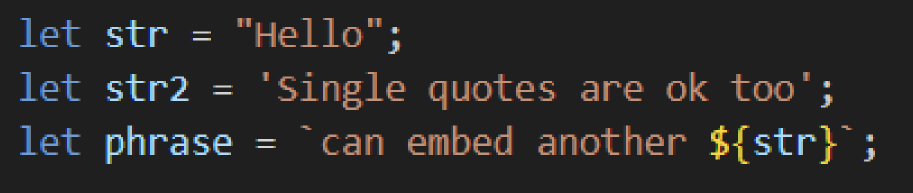 let str = "Hello";
let str2 = 'Single quotes are ok too';
let phrase = `can embed another ${str}`;